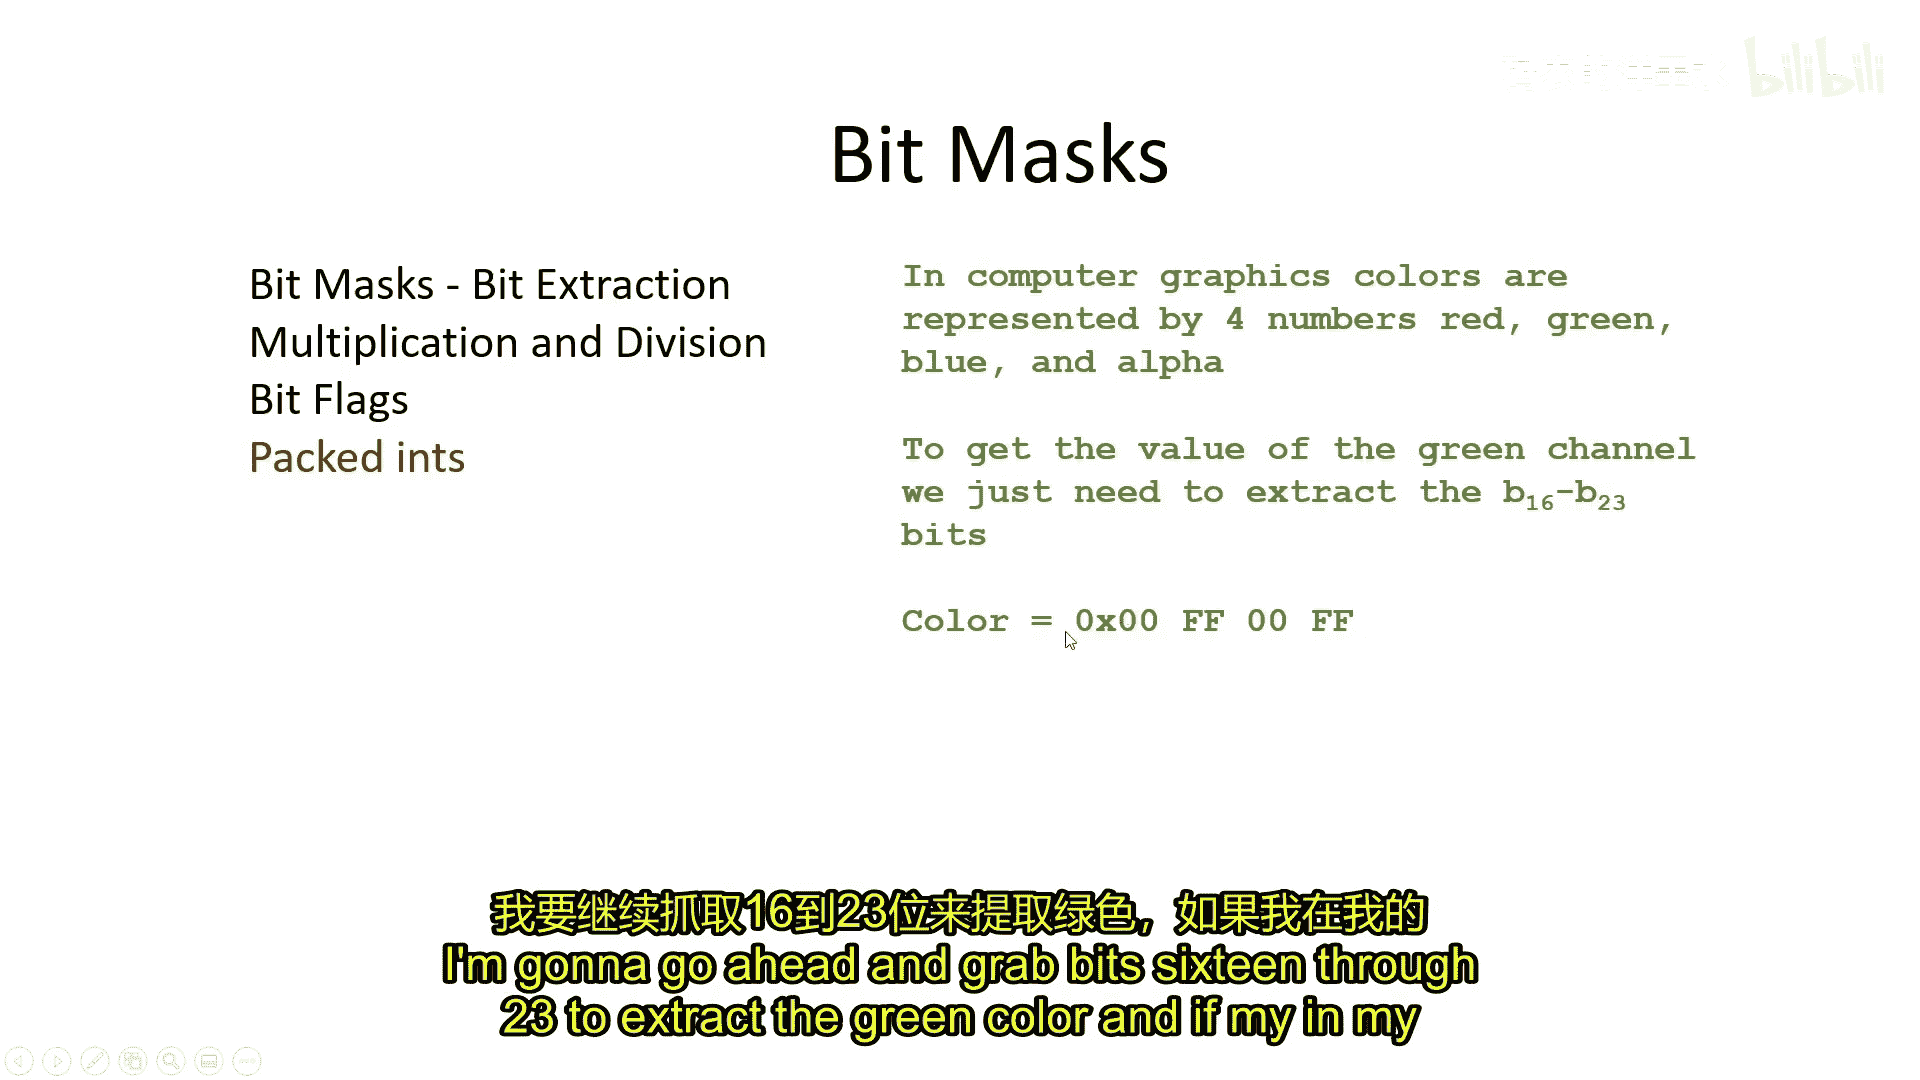 bilibili
Bit Masks
Bit Masks - Bit Extraction
Multiplication and Division
Bit Flags
Packed ints
In computer graphics colors are
represented by 4 numbers red, green,
blue, and alpha
To get the value of the green channel
we just need to extract the b16-b23
bits
Color = 0x00 FF 00 FF
我要继续抓取16到23位来提取绿色，如果我在我的
I'm gonna go ahead and grab bits sixteen through
23 to extract the green color and if my in my